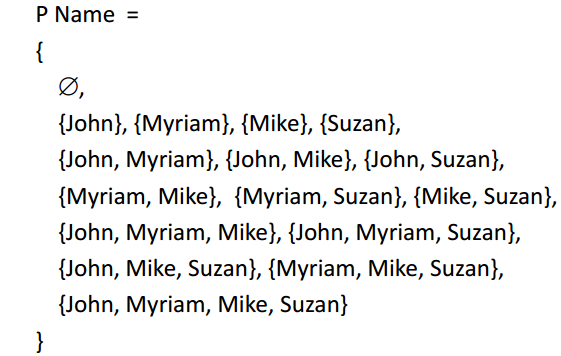 P Name =
{
∅,
{John}, {Myriam}, {Mike}, {Suzan},
{John, Myriam}, {John, Mike}, {John, Suzan},
{Myriam, Mike}, {Myriam, Suzan}, {Mike, Suzan},
{John, Myriam, Mike}, {John, Myriam, Suzan},
{John, Mike, Suzan}, {Myriam, Mike, Suzan},
{John, Myriam, Mike, Suzan}
}